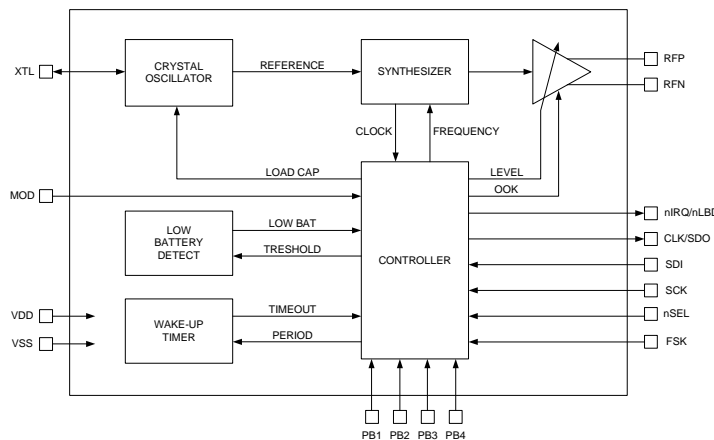 XTL
CRYSTAL
OSCILLATOR
REFERENCE
SYNTHESIZER
RFP
RFN
CLOCK
FREQUENCY
LOAD CAP
LEVEL
OOK
MOD
LOW
BATTERY
DETECT
LOW BAT
TRESHOLD
CONTROLLER
nIRQ/nLBD
CLK/SDO
SDI
SCK
nSEL
FSK
VDD
VSS
WAKE-UP
TIMER
TIMEOUT
PERIOD
PB1
PB2
PB3
PB4